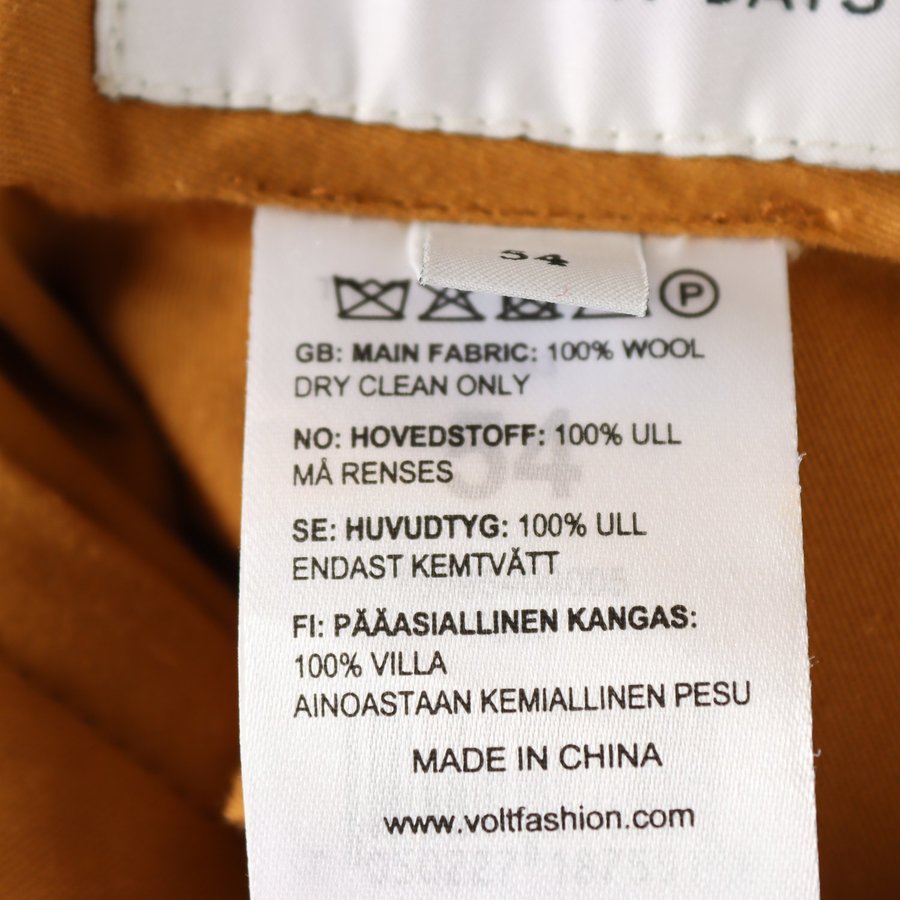 DAYS
54
P
GB: MAIN FABRIC: 100% WOOL
DRY CLEAN ONLY
NO: HOVEDSTOFF: 100% ULL
MÅ RENSES
SE: HUVUDTYG: 100% ULL
ENDAST KEMTVÄTT
FI: PÄÄASIALLINEN KANGAS:
100% VILLA
AINOASTAAN KEMIALLINEN PESU
MADE IN CHINA
www.voltfashion.com